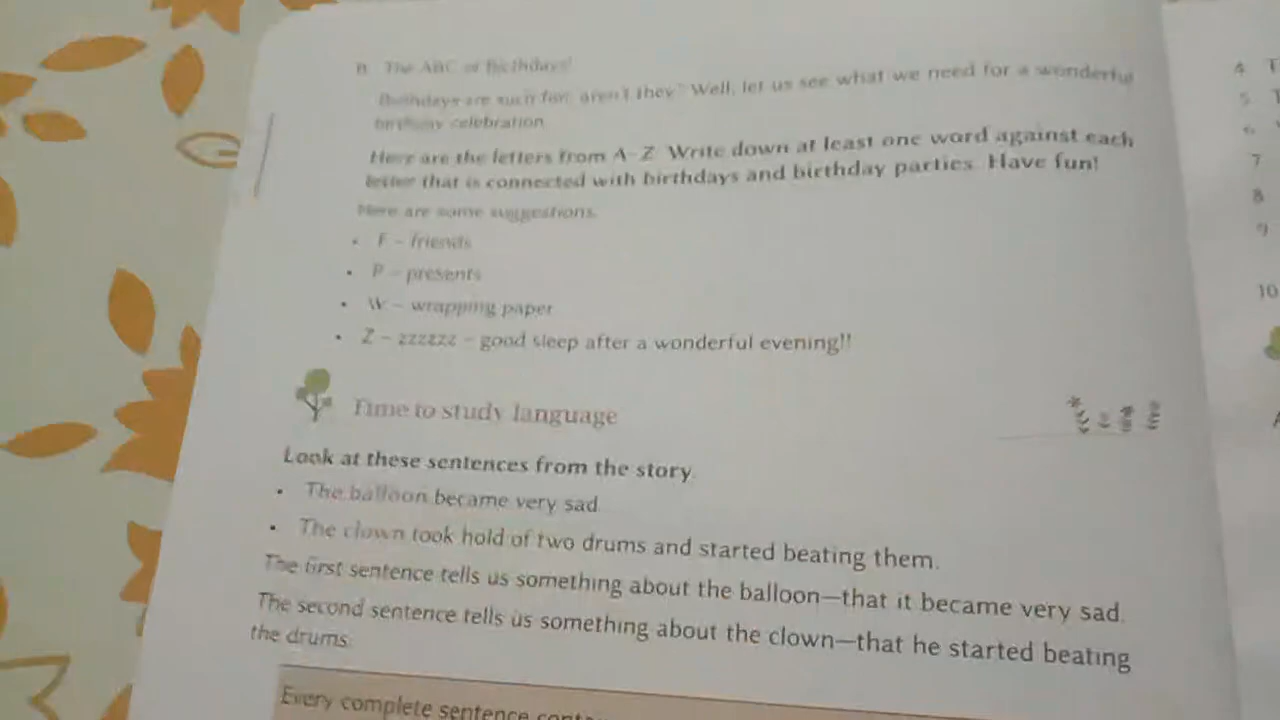 B The ABC of Birthdays!
Birthdays are such fun, aren't they? Well, let us see what we need for a wonderful
birthday celebration.
Here are the letters from A–Z. Write down at least one word against each
letter that is connected with birthdays and birthday parties. Have fun!
Here are some suggestions.
• F – friends
• P – presents
• W – wrapping paper
• Z – zzzzzz – good sleep after a wonderful evening!!
Time to study language
Look at these sentences from the story.
• The balloon became very sad.
• The clown took hold of two drums and started beating them.
The first sentence tells us something about the balloon—that it became very sad.
The second sentence tells us something about the clown—that he started beating
the drums.
Every complete sentence
4 T
5 T
6
7
8
9
10